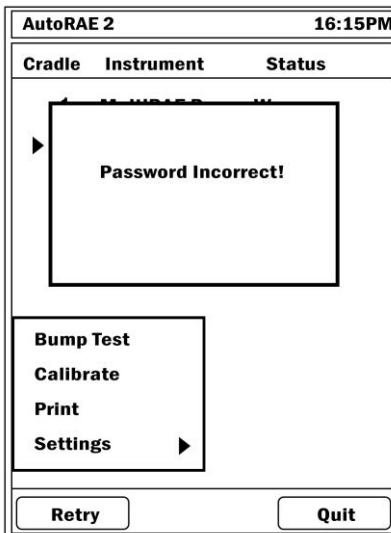 AutoRAE 2 16:15PM
Cradle Instrument Status
Password Incorrect!
Bump Test
Calibrate
Print
Settings
Retry Quit